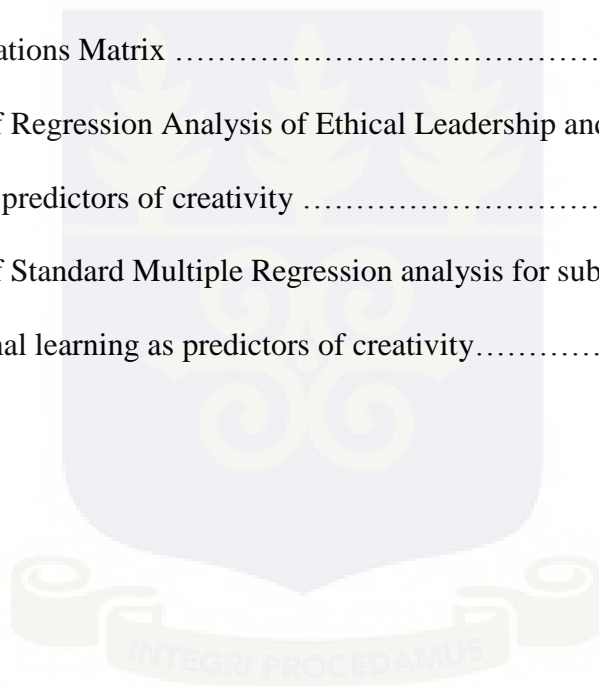 ations Matrix ……………………………………
f Regression Analysis of Ethical Leadership and
predictors of creativity …………………………
f Standard Multiple Regression analysis for sub
nal learning as predictors of creativity…………
INTEGRI PROCEDAMUS